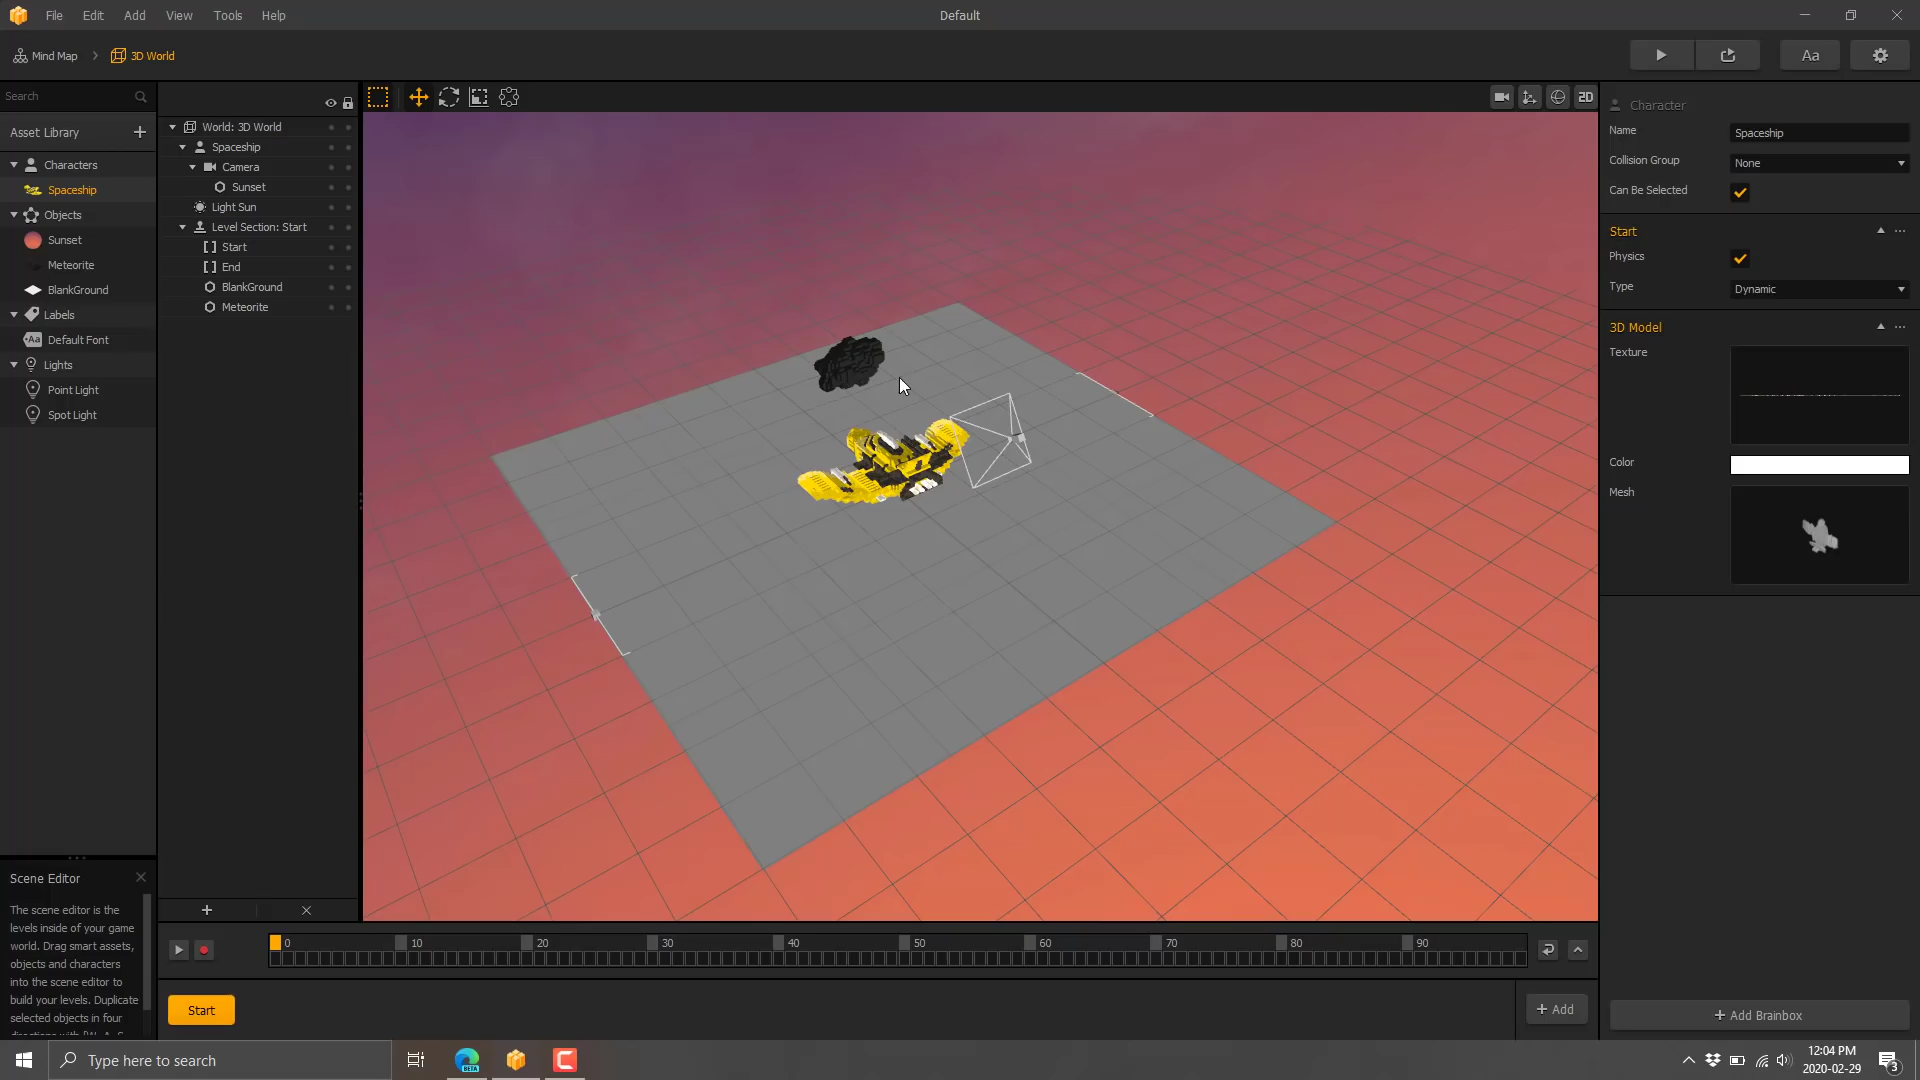 File Edit Add View Tools Help
Default
Mind Map
3D World
Aa
Search
Asset Library
Characters
Spaceship
Objects
Sunset
Meteorite
BlankGround
Labels
Aa Default Font
Lights
Point Light
Spot Light
Scene Editor
The scene editor is the
levels inside of your game
world. Drag smart assets,
objects and characters
into the scene editor to
build your levels. Duplicate
selected objects in four
World: 3D World
Spaceship
Camera
Sunset
Light Sun
Level Section: Start
Start
End
BlankGround
Meteorite
2D
0 10 20 30 40 50 60 70 80 90
Start
Add
Character
Name Spaceship
Collision Group None
Can Be Selected
Start
Physics
Type Dynamic
3D Model
Texture
Color
Mesh
Add Brainbox
Type here to search
BETA
12:04 PM
2020-02-29
3